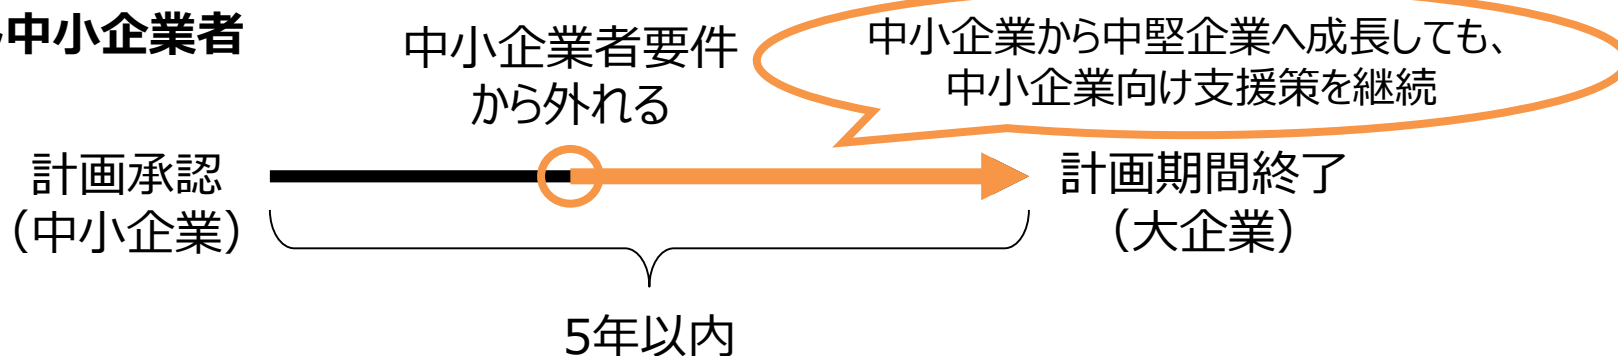 中小企業者
中小企業者要件
から外れる
中小企業から中堅企業へ成長しても、
中小企業向け支援策を継続
計画承認
（中小企業）
計画期間終了
（大企業）
5年以内